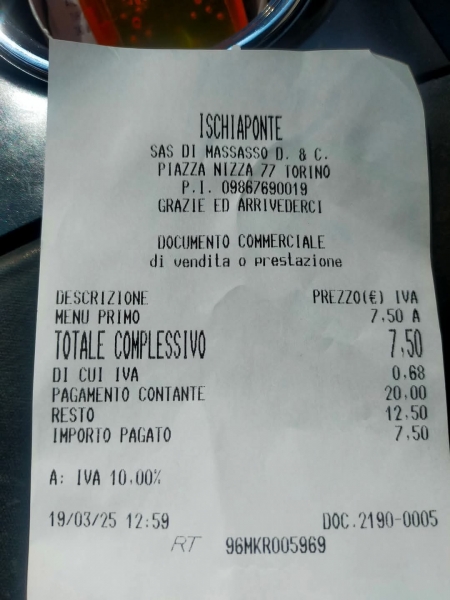 ISCHIAPONTE
SAS DI MASSASSO D. & C.
PIAZZA NIZZA 77 TORINO
P.I. 09867690019
GRAZIE ED ARRIVEDERCI
DOCUMENTO COMMERCIALE
di vendita o prestazione
DESCRIZIONE PREZZO(€) IVA
MENU PRIMO 7,50 A
TOTALE COMPLESSIVO 7,50
DI CUI IVA 0,68
PAGAMENTO CONTANTE 20,00
RESTO 12,50
IMPORTO PAGATO 7,50
A: IVA 10,00%
19/03/25 12:59 DOC.2190-0005
RT 96MKR005969